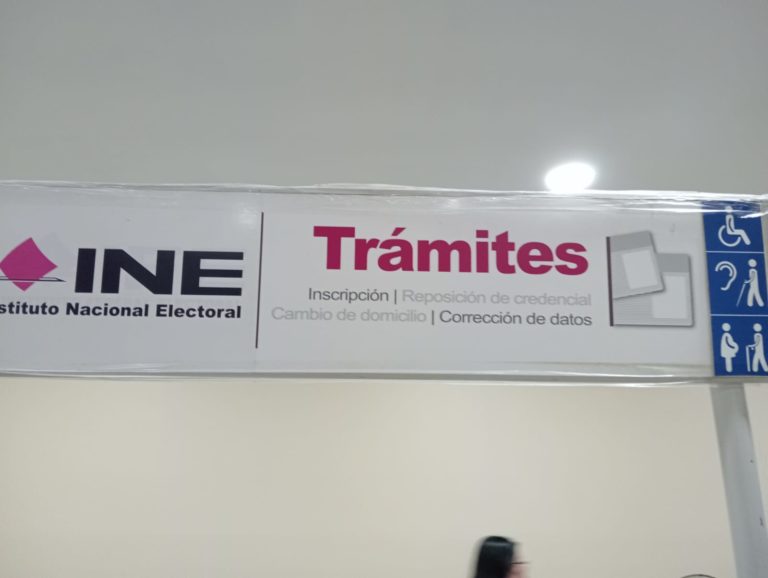 INE
stituto Nacional Electoral
Trámites
Inscripción | Reposición de credencial
Cambio de domicilio | Corrección de datos